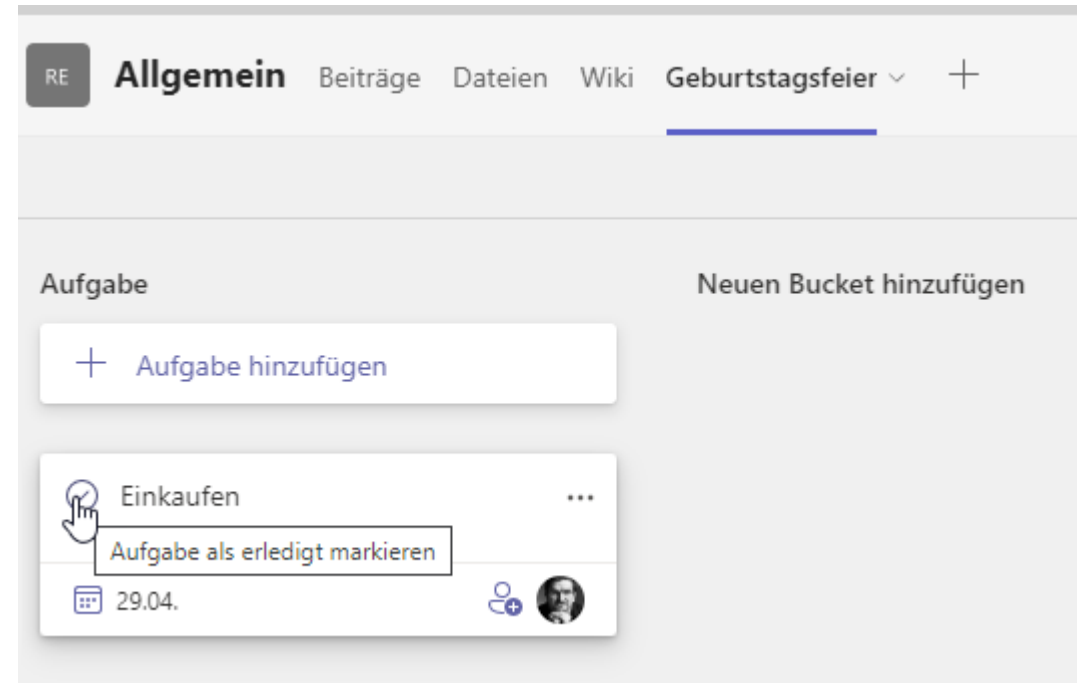 RE Allgemein Beiträge Dateien Wiki Geburtstagsfeier
Aufgabe
Neuen Bucket hinzufügen
Aufgabe hinzufügen
Einkaufen
Aufgabe als erledigt markieren
29.04.